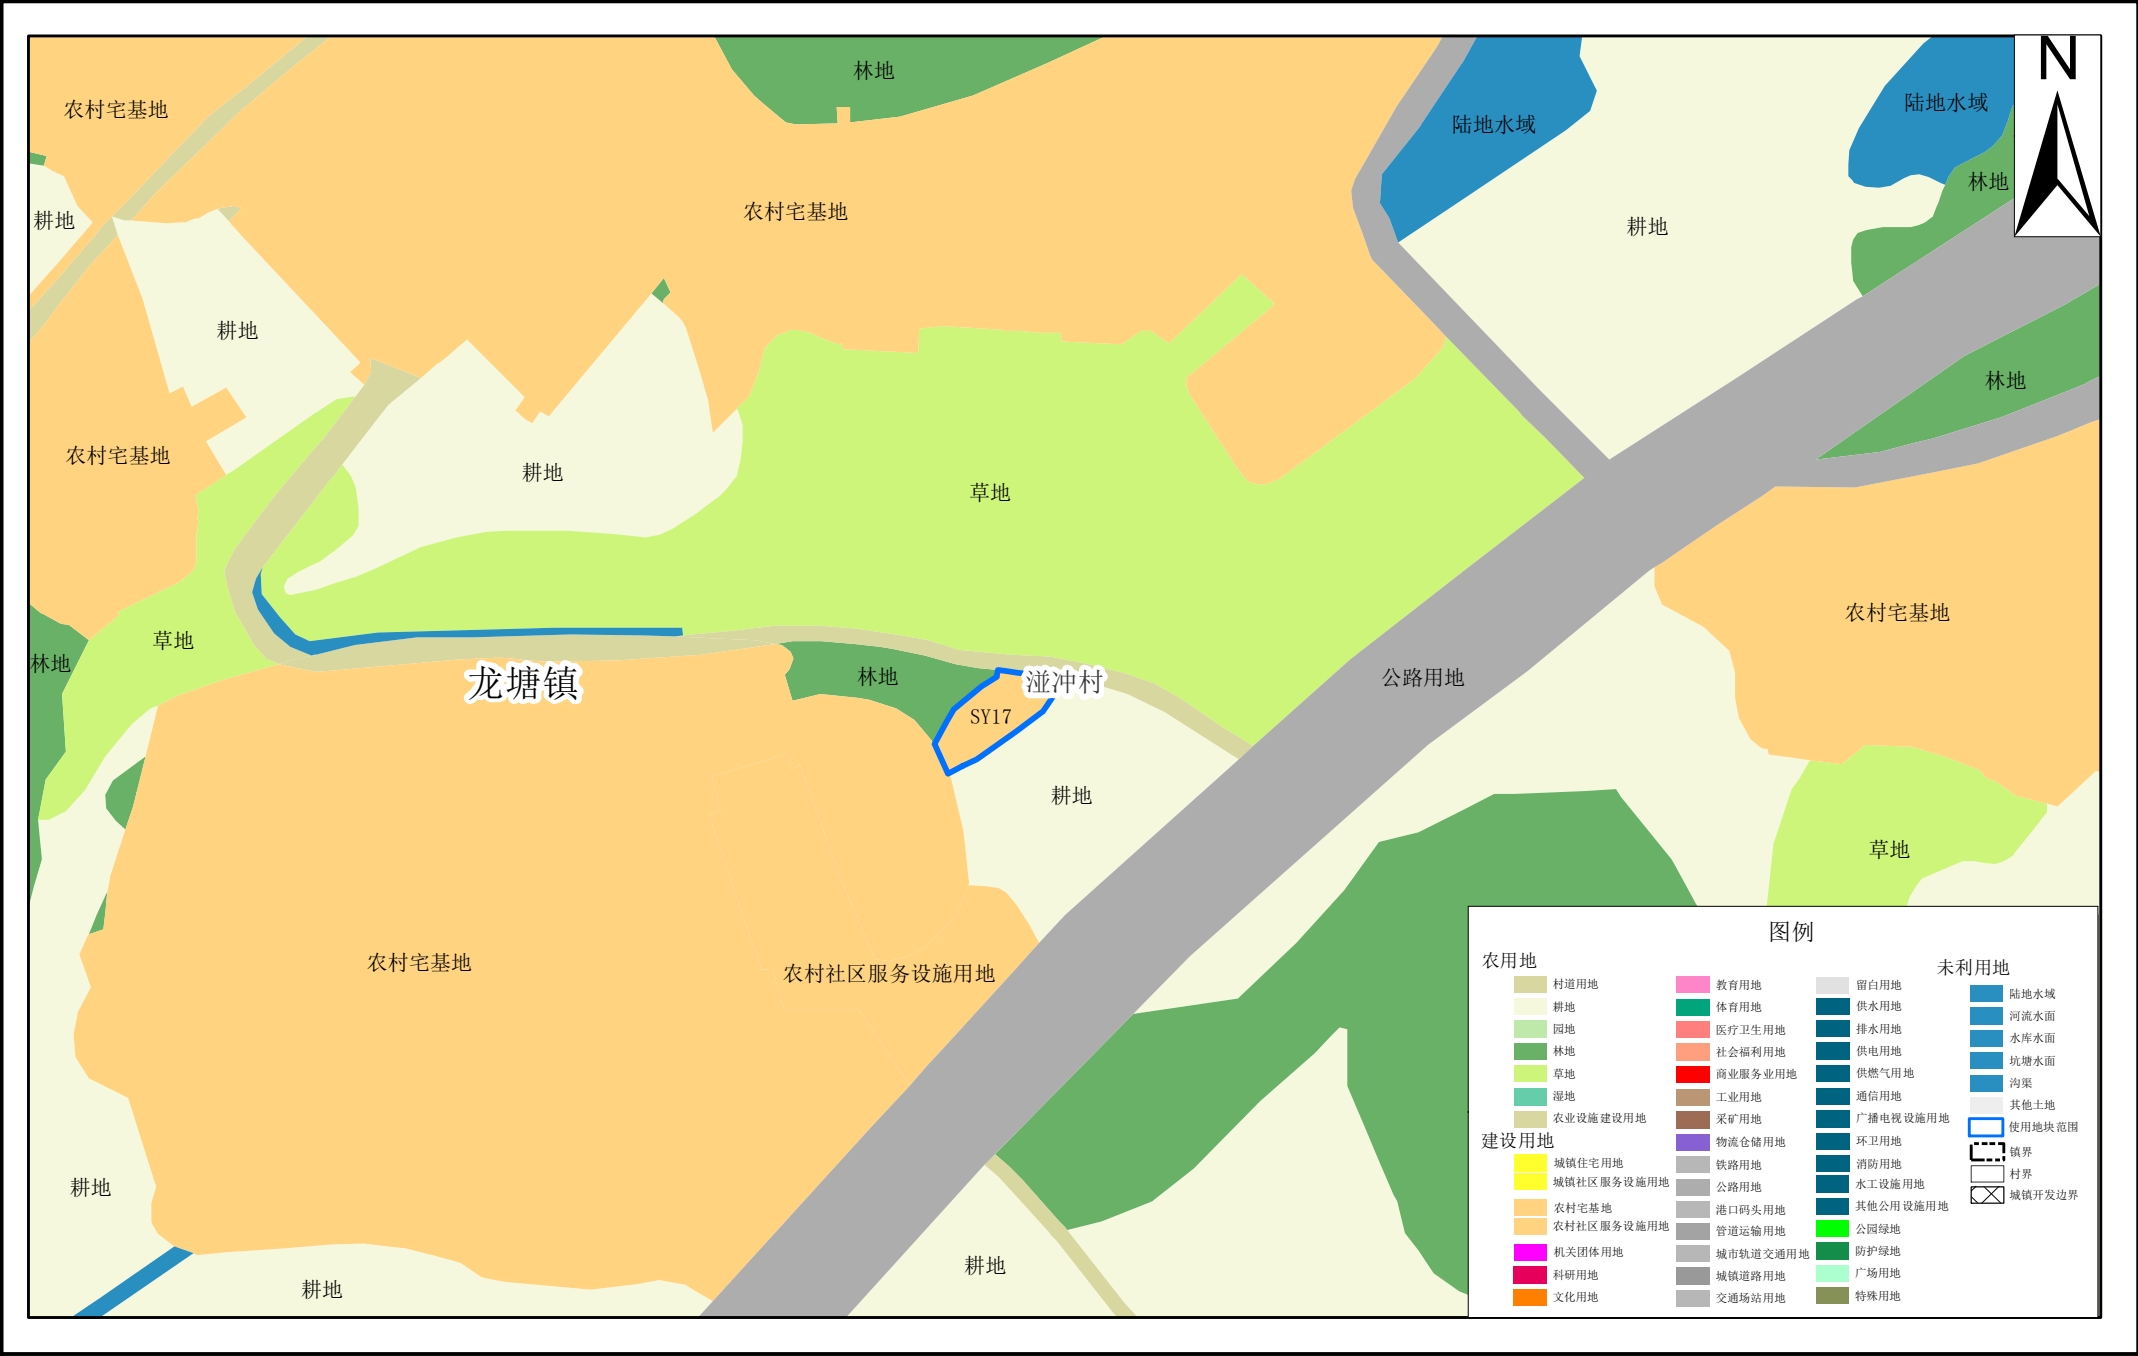 N
林地
农村宅基地
陆地水域
陆地水域
林地
耕地
农村宅基地
耕地
耕地
林地
农村宅基地
耕地
草地
农村宅基地
草地
林地
龙塘镇
林地
湴冲村
公路用地
SY17
耕地
草地
农村宅基地
农村社区服务设施用地
耕地
耕地
耕地
图例
农用地
村道用地
耕地
园地
林地
草地
湿地
农业设施建设用地
建设用地
城镇住宅用地
城镇社区服务设施用地
农村宅基地
农村社区服务设施用地
机关团体用地
科研用地
文化用地
教育用地
体育用地
医疗卫生用地
社会福利用地
商业服务业用地
工业用地
采矿用地
物流仓储用地
铁路用地
公路用地
港口码头用地
管道运输用地
城市轨道交通用地
城镇道路用地
交通场站用地
留白用地
供水用地
排水用地
供电用地
供燃气用地
通信用地
广播电视设施用地
环卫用地
消防用地
水工设施用地
其他公用设施用地
公园绿地
防护绿地
广场用地
特殊用地
未利用地
陆地水域
河流水面
水库水面
坑塘水面
沟渠
其他土地
使用地块范围
镇界
村界
城镇开发边界